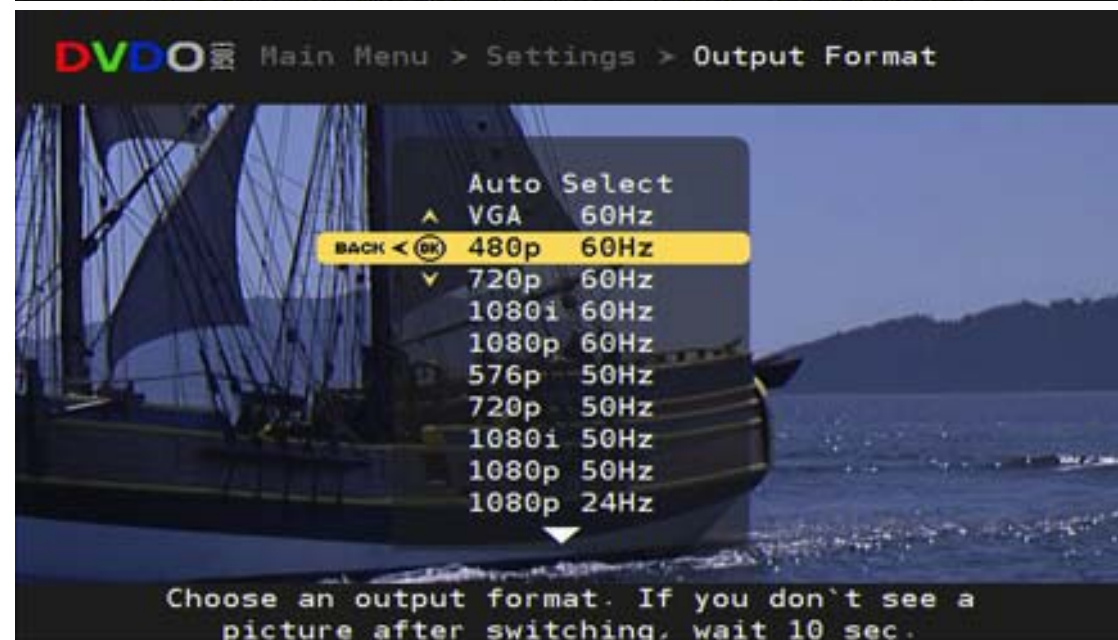 DVDO Main Menu > Settings > Output Format
Auto Select
VGA 60Hz
BACK < OK 480p 60Hz
720p 60Hz
1080i 60Hz
1080p 60Hz
576p 50Hz
720p 50Hz
1080i 50Hz
1080p 50Hz
1080p 24Hz
Choose an output format. If you don`t see a
picture after switching, wait 10 sec.